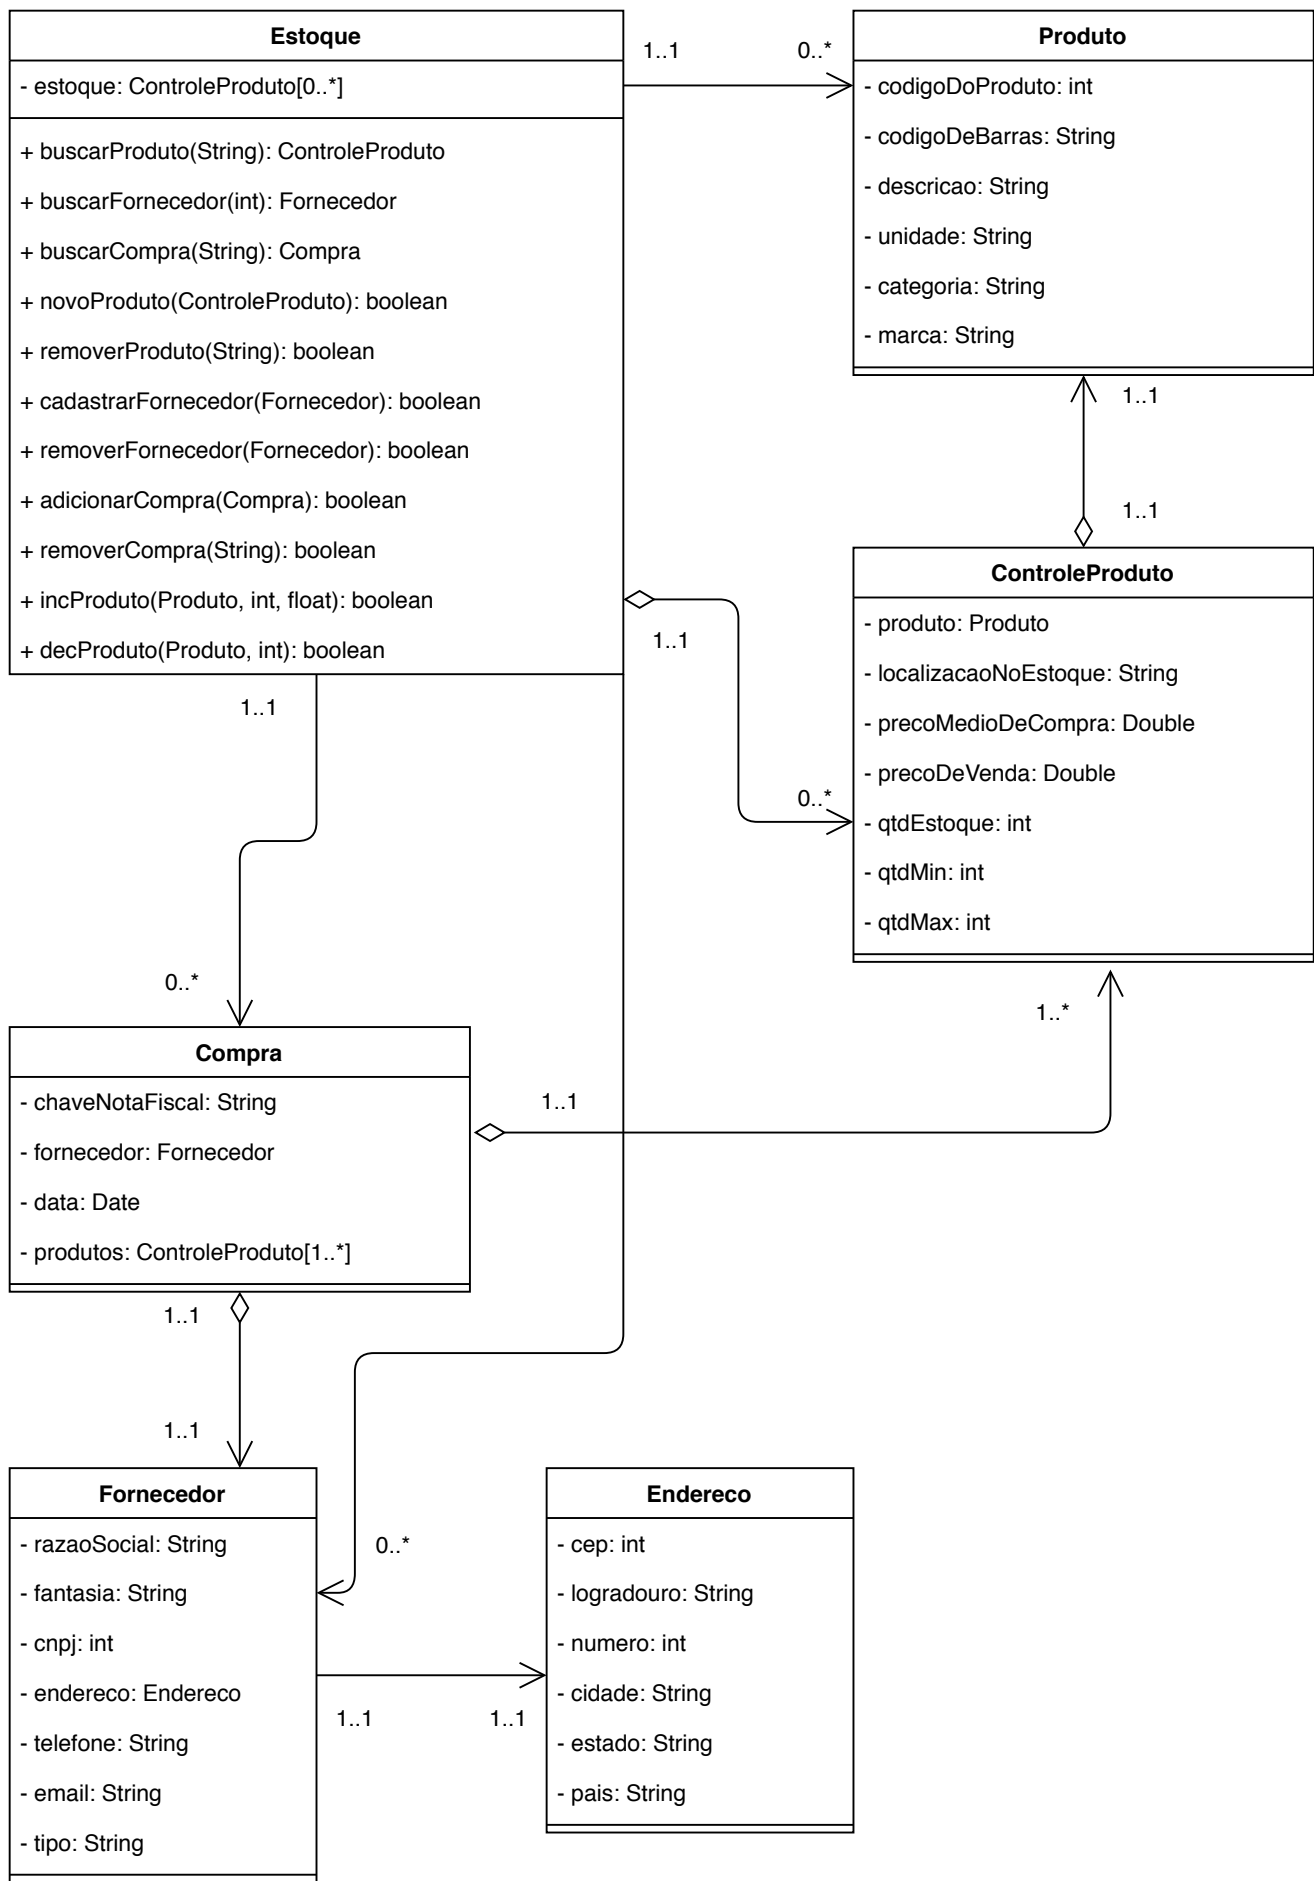 Estoque
- estoque: ControleProduto[0..*]
+ buscarProduto(String): ControleProduto
+ buscarFornecedor(int): Fornecedor
+ buscarCompra(String): Compra
+ novoProduto(ControleProduto): boolean
+ removerProduto(String): boolean
+ cadastrarFornecedor(Fornecedor): boolean
+ removerFornecedor(Fornecedor): boolean
+ adicionarCompra(Compra): boolean
+ removerCompra(String): boolean
+ incProduto(Produto, int, float): boolean
+ decProduto(Produto, int): boolean
1..1
0..*
Produto
- codigoDoProduto: int
- codigoDeBarras: String
- descricao: String
- unidade: String
- categoria: String
- marca: String
1..1
1..1
ControleProduto
- produto: Produto
- localizacaoNoEstoque: String
- precoMedioDeCompra: Double
- precoDeVenda: Double
- qtdEstoque: int
- qtdMin: int
- qtdMax: int
1..1
0..*
1..1
0..*
1..*
Compra
- chaveNotaFiscal: String
- fornecedor: Fornecedor
- data: Date
- produtos: ControleProduto[1..*]
1..1
1..1
1..1
Fornecedor
- razaoSocial: String
- fantasia: String
- cnpj: int
- endereco: Endereco
- telefone: String
- email: String
- tipo: String
0..*
1..1
1..1
Endereco
- cep: int
- logradouro: String
- numero: int
- cidade: String
- estado: String
- pais: String